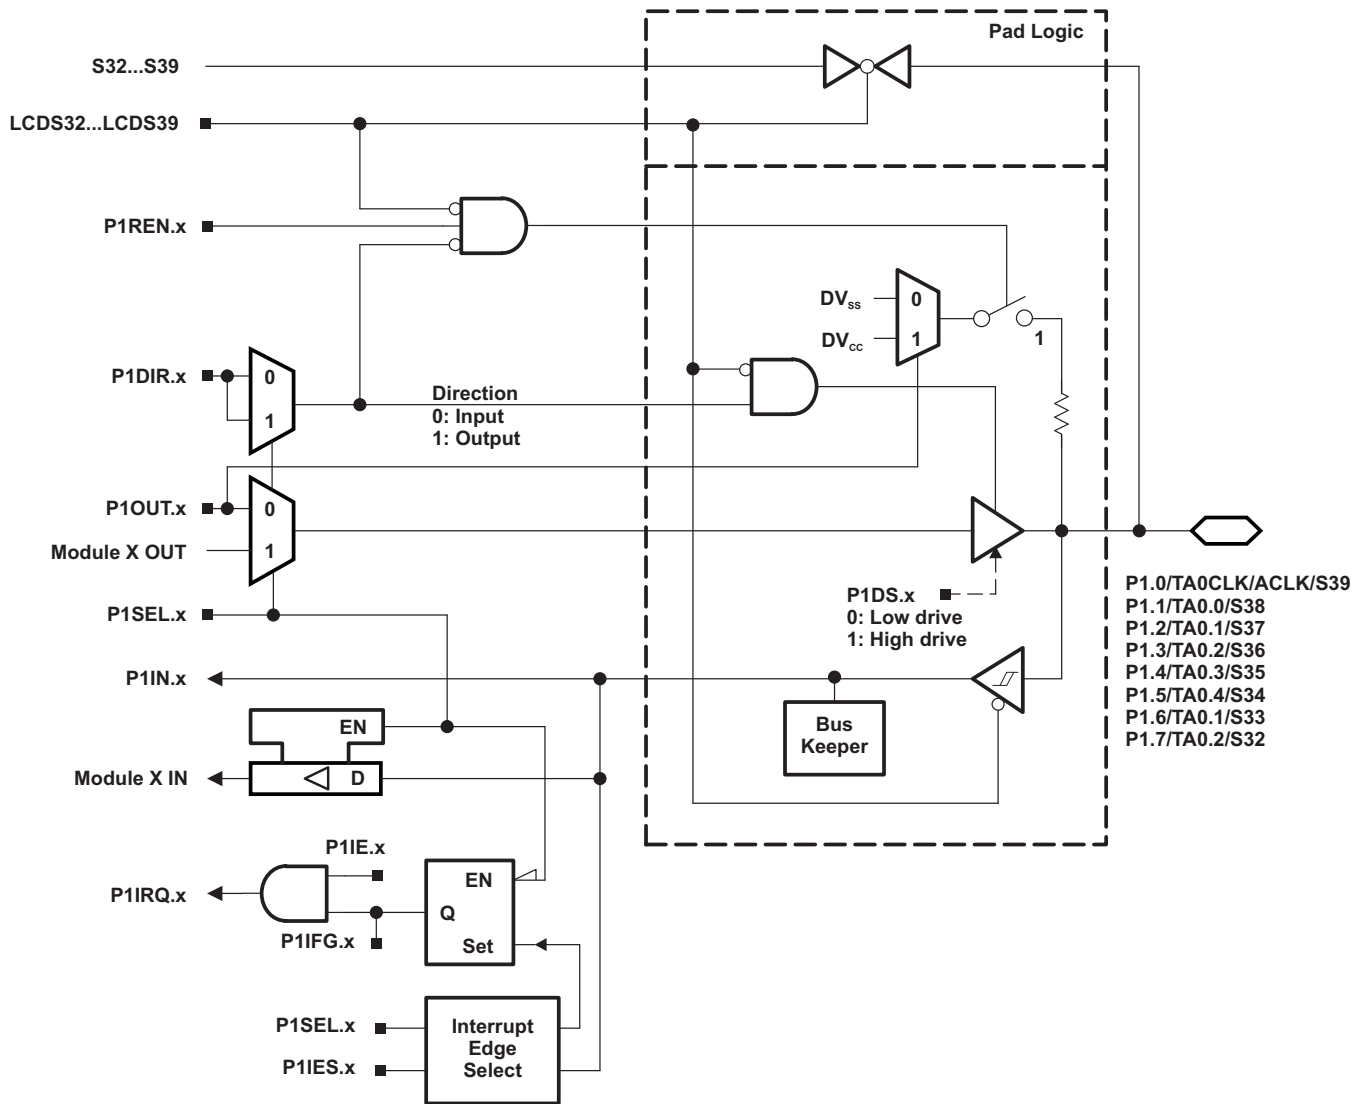 Pad Logic
S32...S39
LCDS32...LCDS39
P1REN.x
DVSS
0
DVCC
1
1
P1DIR.x
0
1
Direction
0: Input
1: Output
P1OUT.x
0
Module X OUT
1
P1DS.x
0: Low drive
1: High drive
P1.0/TA0CLK/ACLK/S39
P1.1/TA0.0/S38
P1.2/TA0.1/S37
P1.3/TA0.2/S36
P1.4/TA0.3/S35
P1.5/TA0.4/S34
P1.6/TA0.1/S33
P1.7/TA0.2/S32
P1SEL.x
P1IN.x
Bus
Keeper
EN
Module X IN
D
P1IE.x
P1IRQ.x
EN
Q
P1IFG.x
Set
P1SEL.x
P1IES.x
Interrupt
Edge
Select